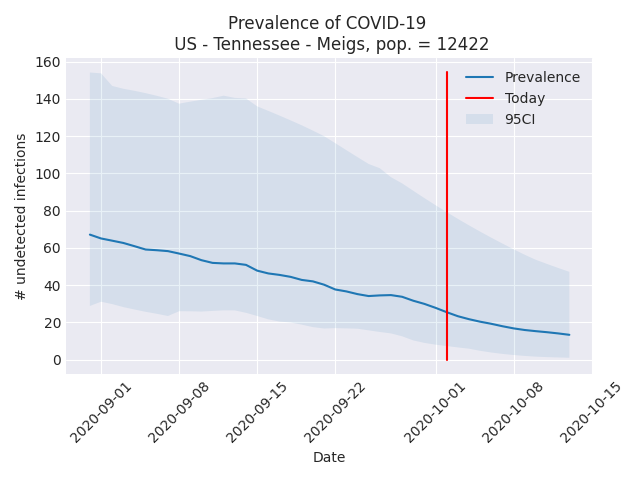 Prevalence of COVID-19
US - Tennessee - Meigs, pop. = 12422
160
140
120
100
80
60
40
20
0
# undetected infections
Prevalence
Today
95CI
2020-09-01
2020-09-08
2020-09-15
2020-09-22
2020-10-01
2020-10-08
2020-10-15
Date